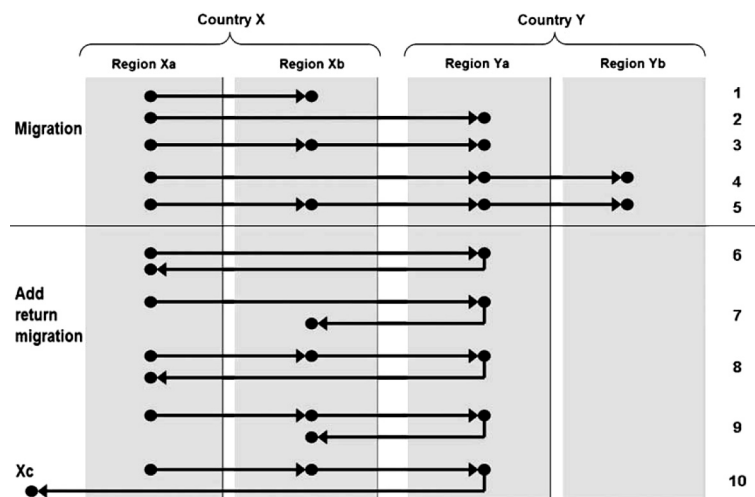 Country X Country Y
Region Xa Region Xb Region Ya Region Yb
1
Migration 2
3
4
5
6
Add
return
migration
7
8
9
Xc
10